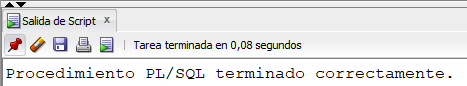 Salida de Script x
Tarea terminada en 0,08 segundos
Procedimiento PL/SQL terminado correctamente.